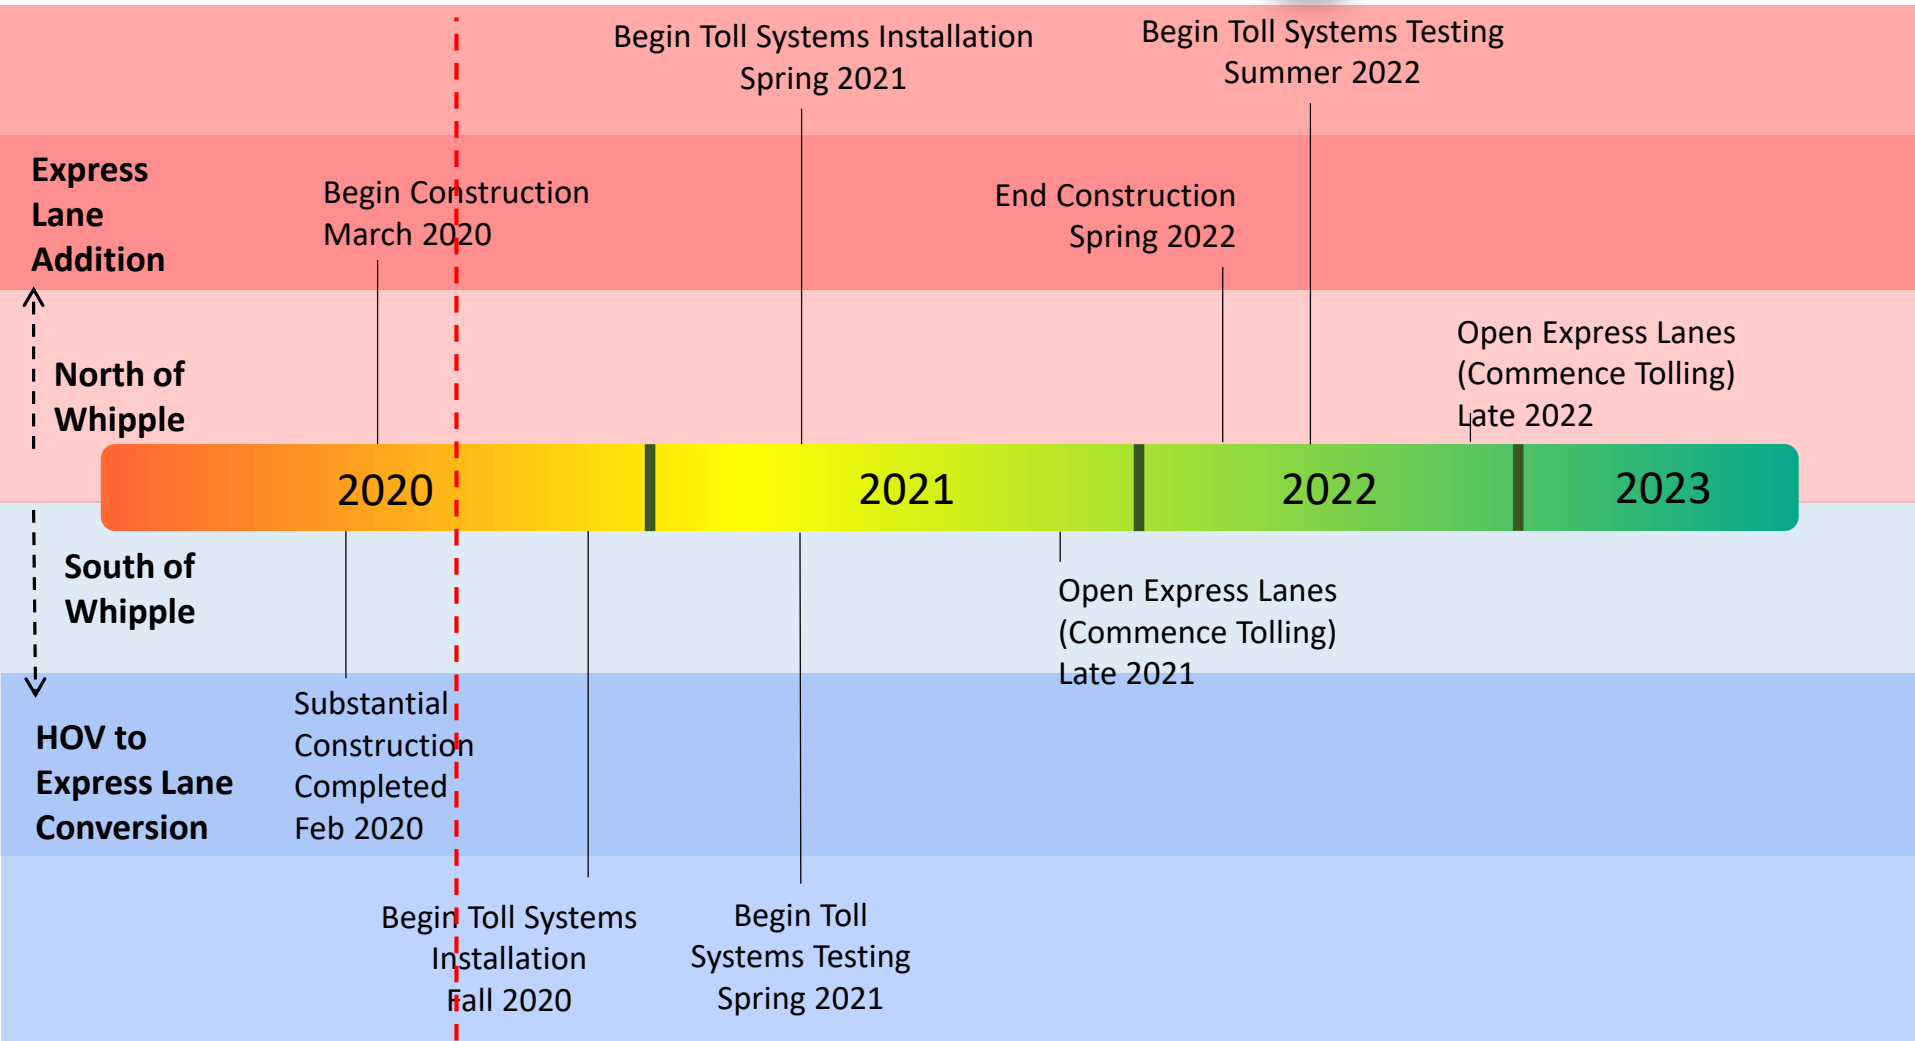 Begin Toll Systems Installation
Spring 2021
Begin Toll Systems Testing
Summer 2022
Express
Lane
Addition
Begin Construction
March 2020
End Construction
Spring 2022
North of
Whipple
Open Express Lanes
(Commence Tolling)
Late 2022
2020
2021
2022
2023
South of
Whipple
Open Express Lanes
(Commence Tolling)
Late 2021
HOV to
Express Lane
Conversion
Substantial
Construction
Completed
Feb 2020
Begin Toll Systems
Installation
Fall 2020
Begin Toll
Systems Testing
Spring 2021